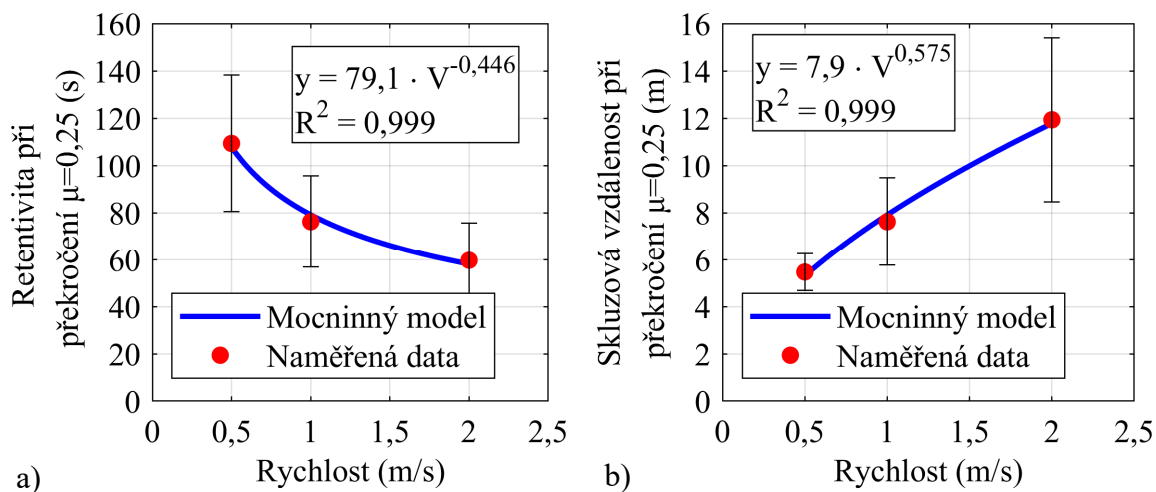 160
140
120
100
80
60
40
20
0
Retentivita při
překročení μ=0,25 (s)
y = 79,1 · V^-0,446
R² = 0,999
Mocninný model
Naměřená data
0 0,5 1 1,5 2 2,5
Rychlost (m/s)
a)
16
14
12
10
8
6
4
2
0
Skluzová vzdálenost při
překročení μ=0,25 (m)
y = 7,9 · V^0,575
R² = 0,999
Mocninný model
Naměřená data
0 0,5 1 1,5 2 2,5
Rychlost (m/s)
b)